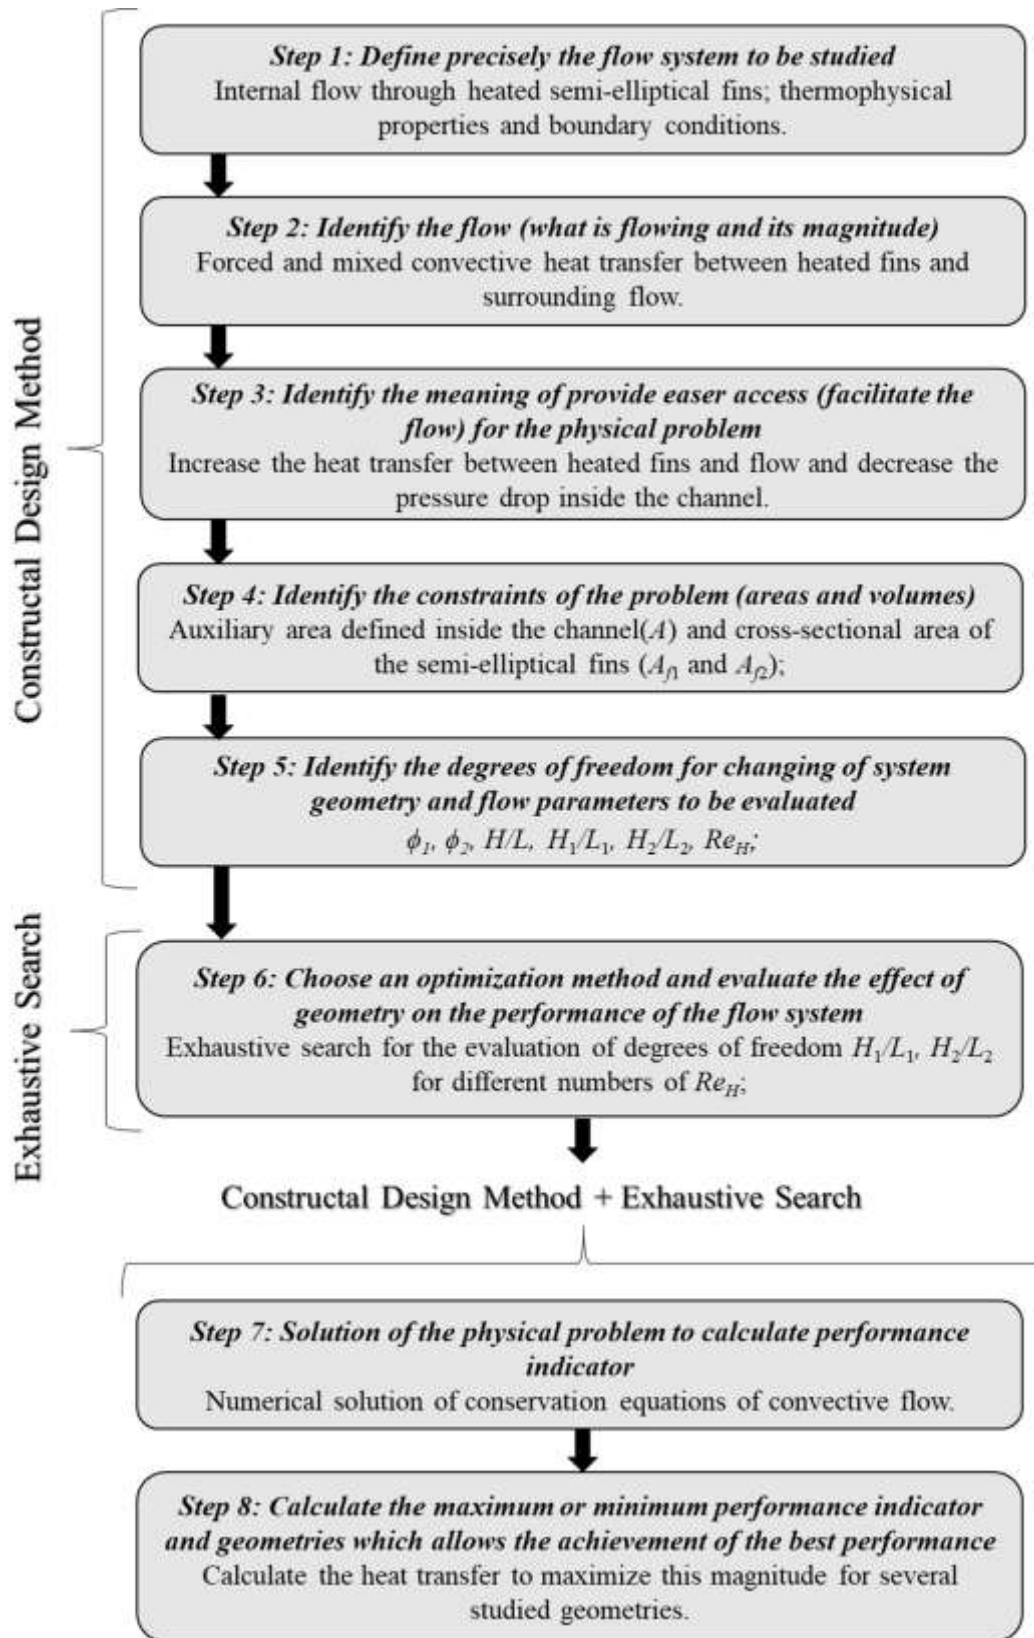 Constructal Design Method
Step 1: Define precisely the flow system to be studied
Internal flow through heated semi-elliptical fins; thermophysical
properties and boundary conditions.
Step 2: Identify the flow (what is flowing and its magnitude)
Forced and mixed convective heat transfer between heated fins and
surrounding flow.
Step 3: Identify the meaning of provide easer access (facilitate the
flow) for the physical problem
Increase the heat transfer between heated fins and flow and decrease the
pressure drop inside the channel.
Step 4: Identify the constraints of the problem (areas and volumes)
Auxiliary area defined inside the channel(A) and cross-sectional area of
the semi-elliptical fins (A_f1 and A_f2);
Step 5: Identify the degrees of freedom for changing of system
geometry and flow parameters to be evaluated
ϕ₁, ϕ₂, H/L, H₁/L₁, H₂/L₂, Re_H;
Exhaustive Search
Step 6: Choose an optimization method and evaluate the effect of
geometry on the performance of the flow system
Exhaustive search for the evaluation of degrees of freedom H₁/L₁, H₂/L₂
for different numbers of Re_H;
Constructal Design Method + Exhaustive Search
Step 7: Solution of the physical problem to calculate performance
indicator
Numerical solution of conservation equations of convective flow.
Step 8: Calculate the maximum or minimum performance indicator
and geometries which allows the achievement of the best performance
Calculate the heat transfer to maximize this magnitude for several
studied geometries.